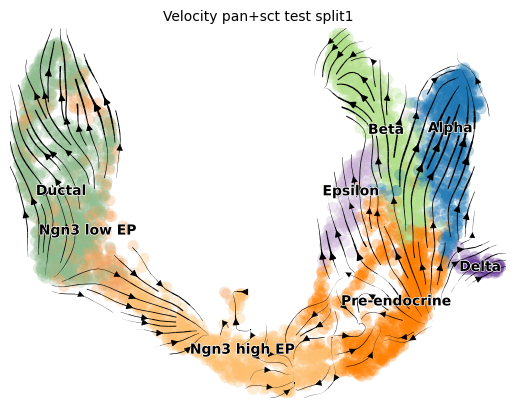 Velocity pan+sct test split1
Beta
Alpha
Ductal
Epsilon
Ngn3 low EP
Delta
Pre-endocrine
Ngn3 high EP